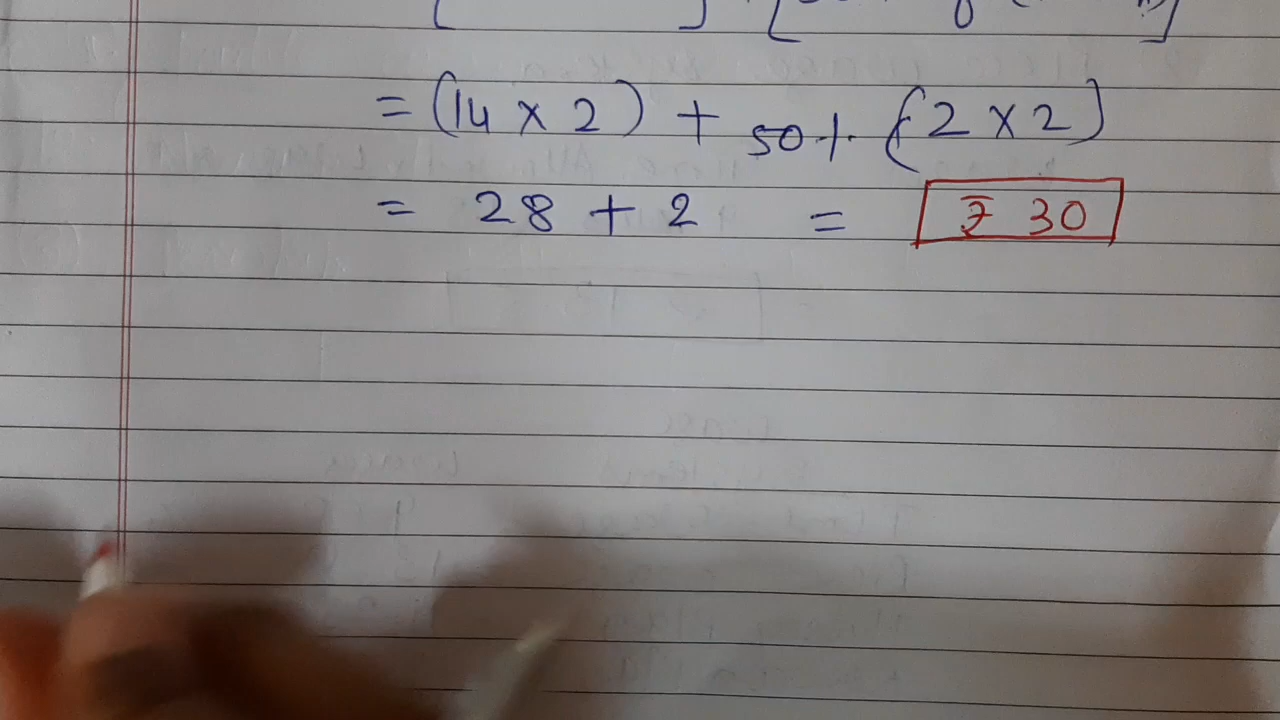 = (14 × 2) + 50% (2 × 2)
= 28 + 2 = ₹ 30